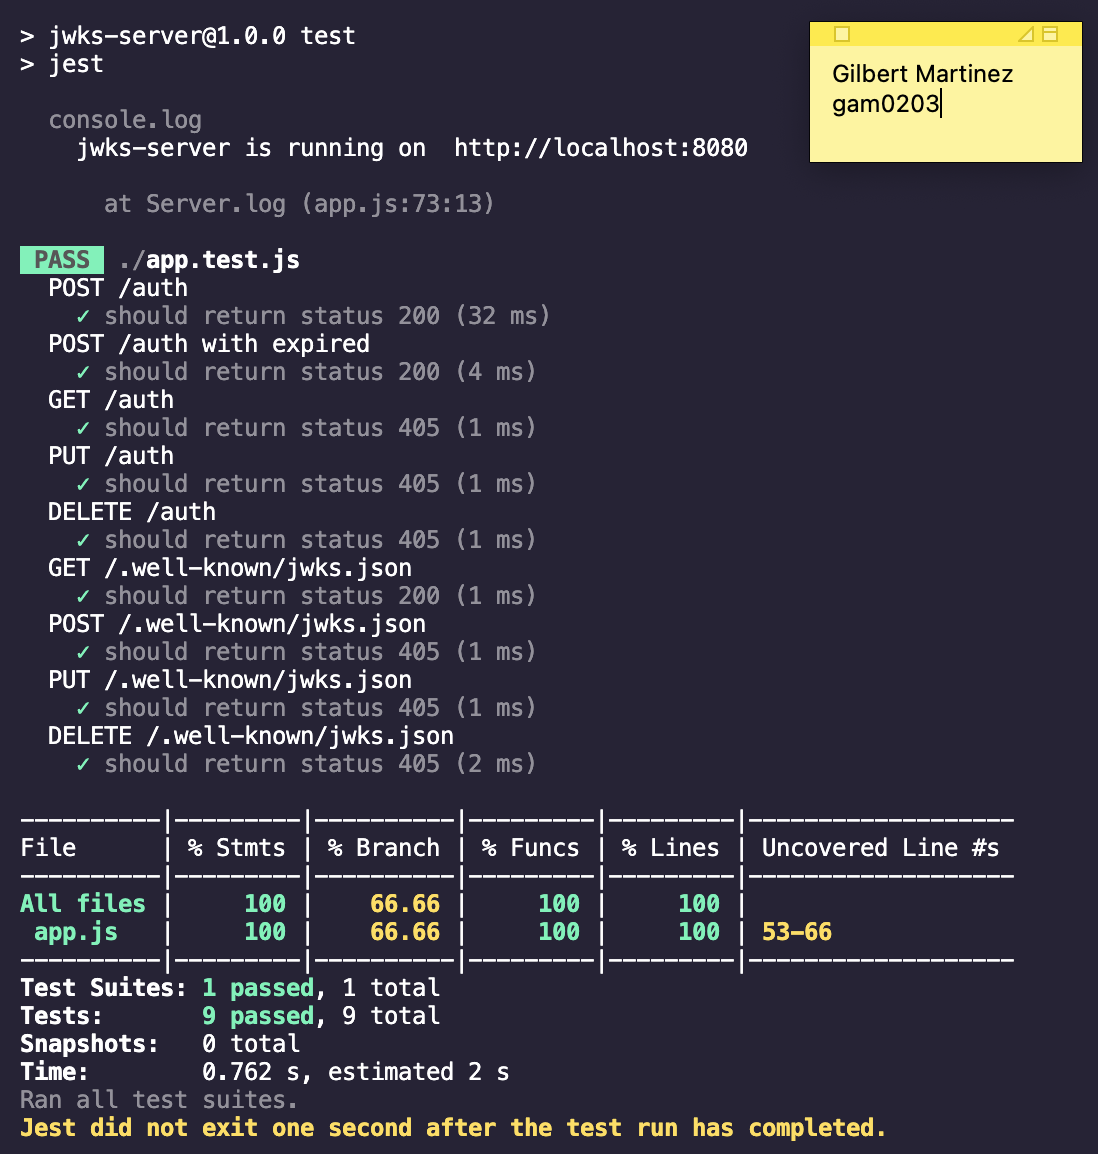 > jwks-server@1.0.0 test
> jest
Gilbert Martinez
gam0203
console.log
jwks-server is running on  http://localhost:8080
at Server.log (app.js:73:13)
PASS ./app.test.js
POST /auth
✓ should return status 200 (32 ms)
POST /auth with expired
✓ should return status 200 (4 ms)
GET /auth
✓ should return status 405 (1 ms)
PUT /auth
✓ should return status 405 (1 ms)
DELETE /auth
✓ should return status 405 (1 ms)
GET /.well-known/jwks.json
✓ should return status 200 (1 ms)
POST /.well-known/jwks.json
✓ should return status 405 (1 ms)
PUT /.well-known/jwks.json
✓ should return status 405 (1 ms)
DELETE /.well-known/jwks.json
✓ should return status 405 (2 ms)
----------|---------|----------|---------|---------|-------------------
File      | % Stmts | % Branch | % Funcs | % Lines | Uncovered Line #s
----------|---------|----------|---------|---------|-------------------
All files |     100 |    66.66 |     100 |     100 |
app.js   |     100 |    66.66 |     100 |     100 | 53-66
----------|---------|----------|---------|---------|-------------------
Test Suites: 1 passed, 1 total
Tests:       9 passed, 9 total
Snapshots:   0 total
Time:        0.762 s, estimated 2 s
Ran all test suites.
Jest did not exit one second after the test run has completed.